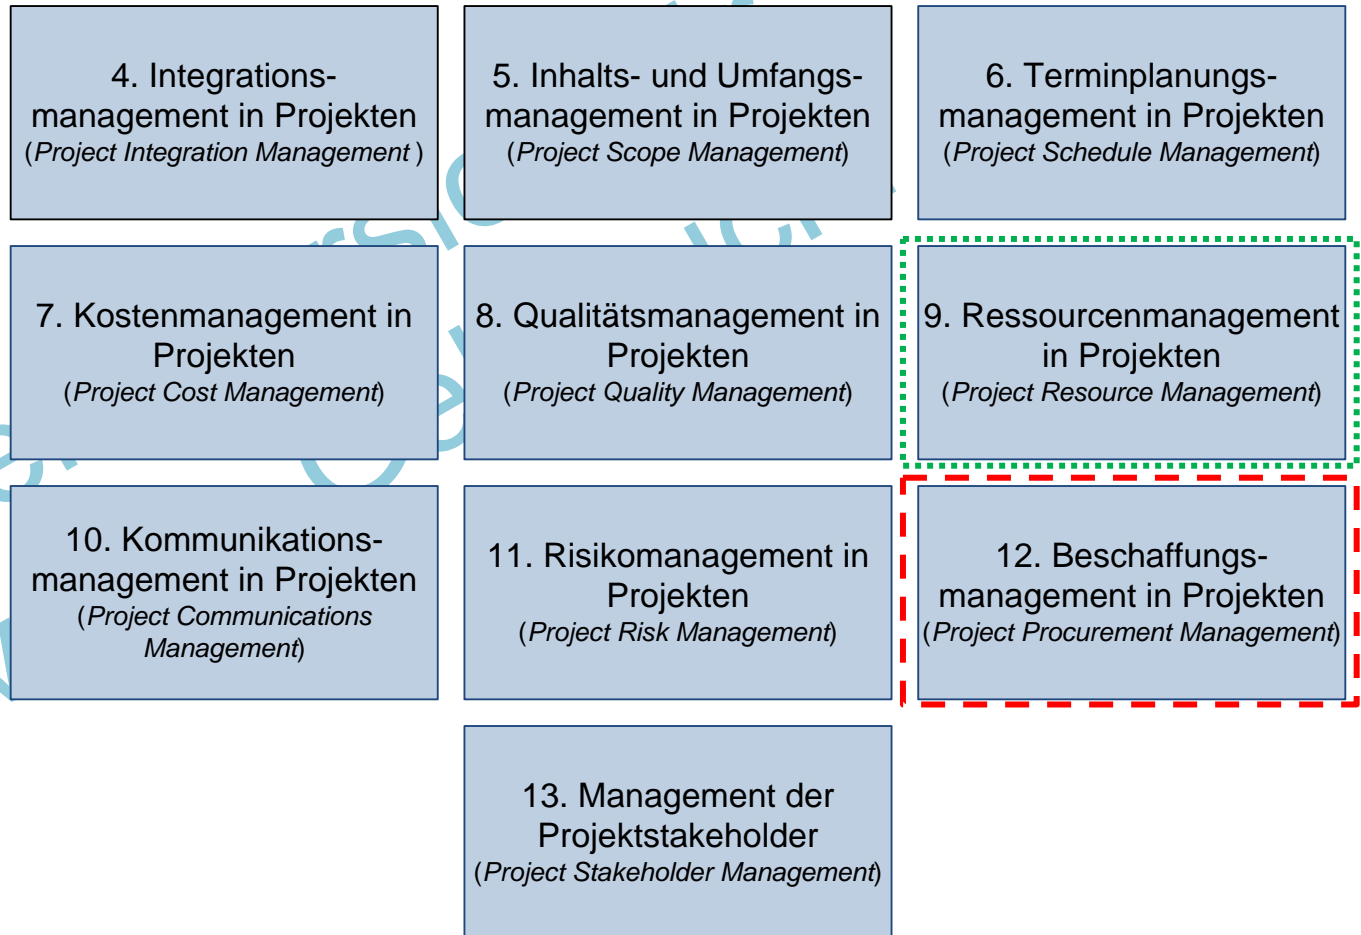 4. Integrations-
management in Projekten
(Project Integration Management )
5. Inhalts- und Umfangs-
management in Projekten
(Project Scope Management)
6. Terminplanungs-
management in Projekten
(Project Schedule Management)
7. Kostenmanagement in
Projekten
(Project Cost Management)
8. Qualitätsmanagement in
Projekten
(Project Quality Management)
9. Ressourcenmanagement
in Projekten
(Project Resource Management)
10. Kommunikations-
management in Projekten
(Project Communications
Management)
11. Risikomanagement in
Projekten
(Project Risk Management)
12. Beschaffungs-
management in Projekten
(Project Procurement Management)
13. Management der
Projektstakeholder
(Project Stakeholder Management)